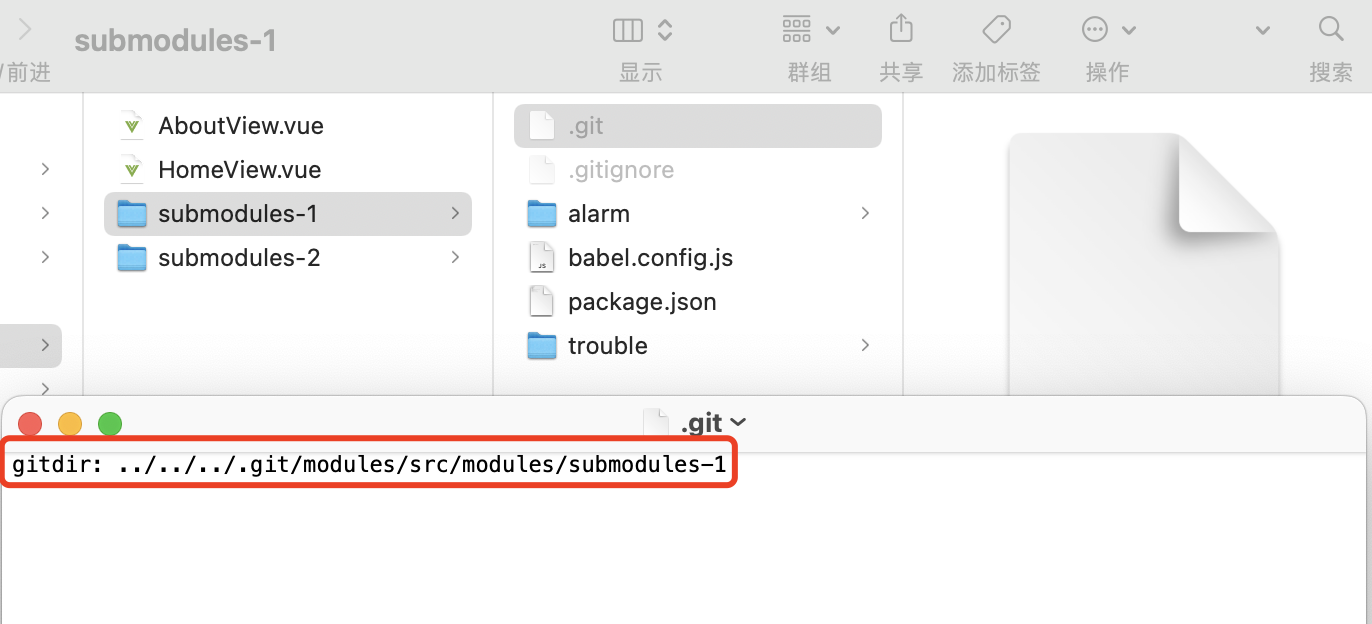 submodules-1
/前进
显示
群组
共享
添加标签
操作
搜索
AboutView.vue
HomeView.vue
submodules-1
submodules-2
.git
.gitignore
alarm
babel.config.js
JS
package.json
trouble
.git
gitdir: ../../../.git/modules/src/modules/submodules-1